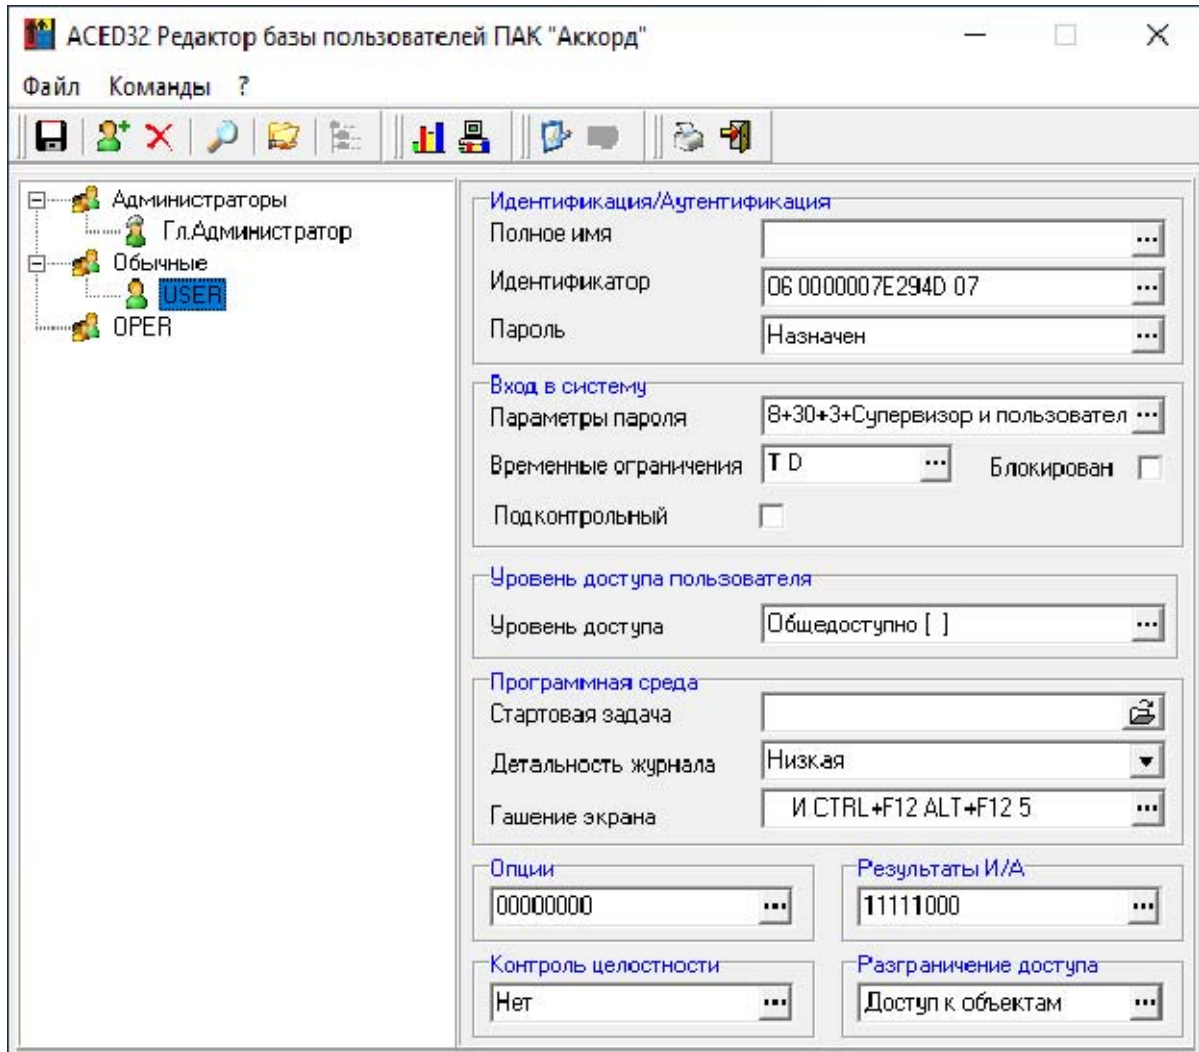 ACED32 Редактор базы пользователей ПАК "Аккорд"
Файл Команды ?
Администраторы
Гл.Администратор
Обычные
USER
OPER
Идентификация/Аутентификация
Полное имя
Идентификатор 06 0000007E294D 07
Пароль Назначен
Вход в систему
Параметры пароля 8+30+3+Супервизор и пользовател
Временные ограничения T D Блокирован
Подконтрольный
Уровень доступа пользователя
Уровень доступа Общедоступно [ ]
Программная среда
Стартовая задача
Детальность журнала Низкая
Гашение экрана И CTRL+F12 ALT+F12 5
Опции Результаты И/А
00000000 11111000
Контроль целостности Разграничение доступа
Нет Доступ к объектам